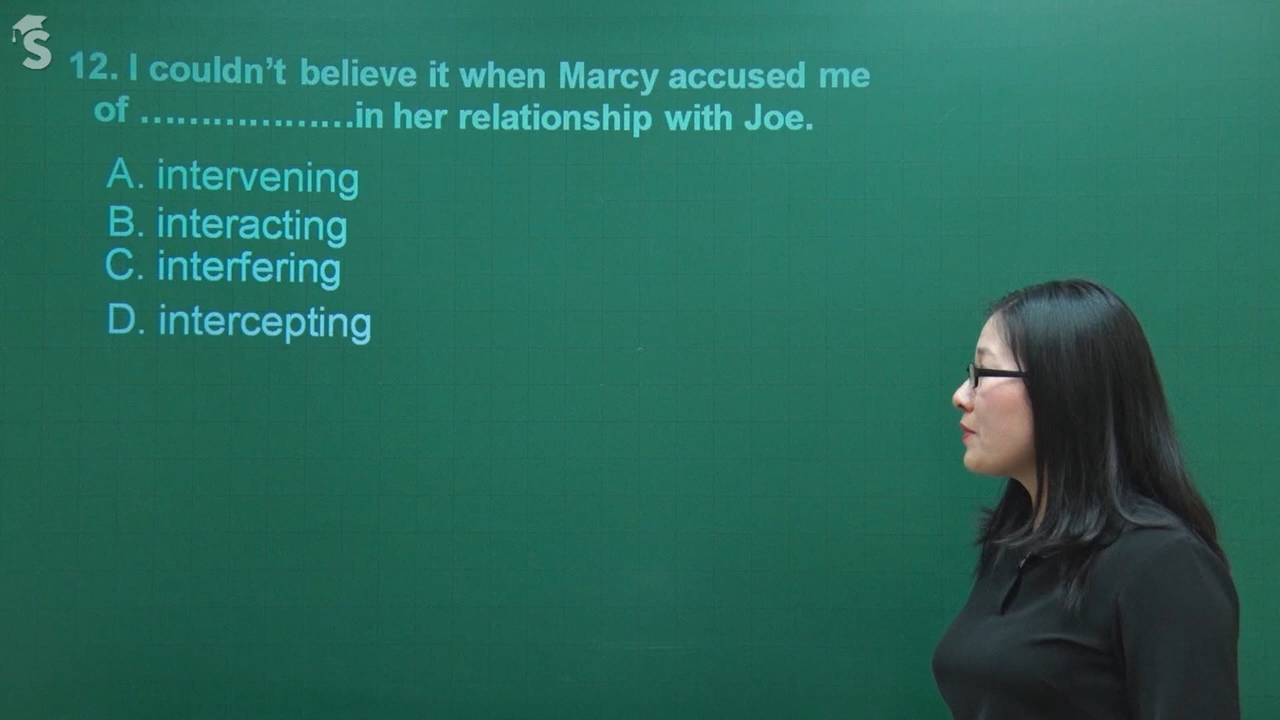 S
12. I couldn't believe it when Marcy accused me
of ………………..in her relationship with Joe.
A. intervening
B. interacting
C. interfering
D. intercepting